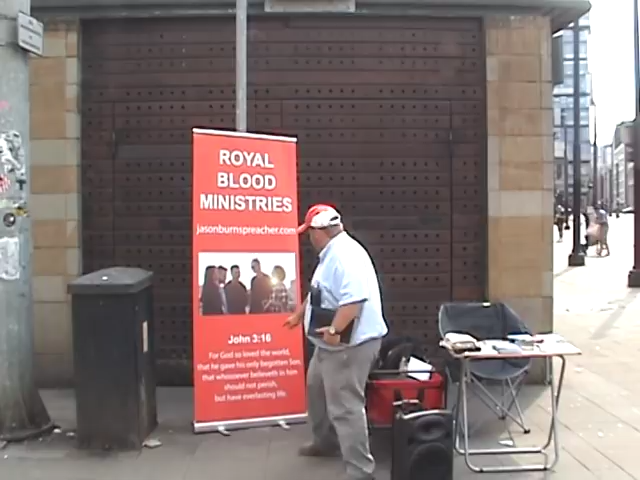 ROYAL
BLOOD
MINISTRIES
jasonburnspreacher.com
John 3:16
For God so loved the world,
that he gave his only begotten Son,
that whosoever believeth in him
should not perish,
but have everlasting life.